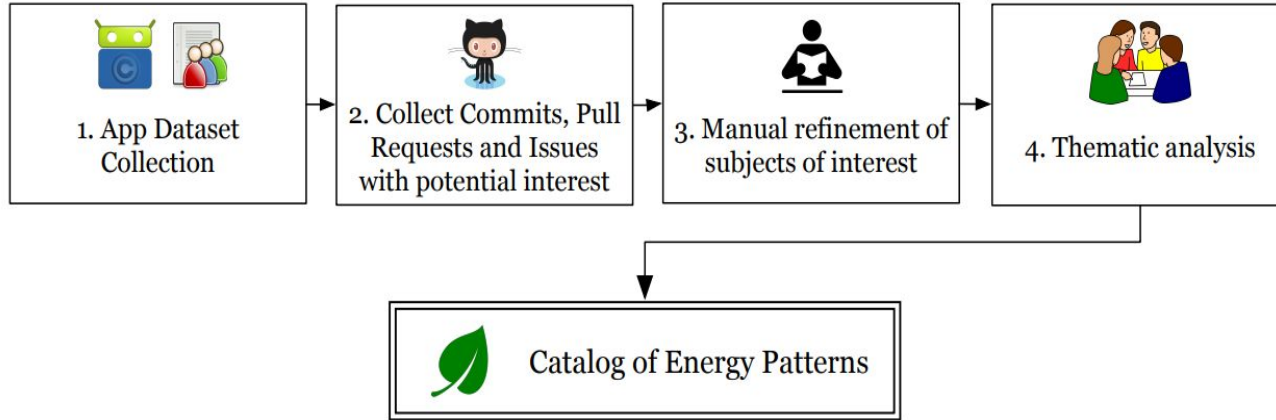 1. App Dataset
Collection
2. Collect Commits, Pull
Requests and Issues
with potential interest
3. Manual refinement of
subjects of interest
4. Thematic analysis
Catalog of Energy Patterns